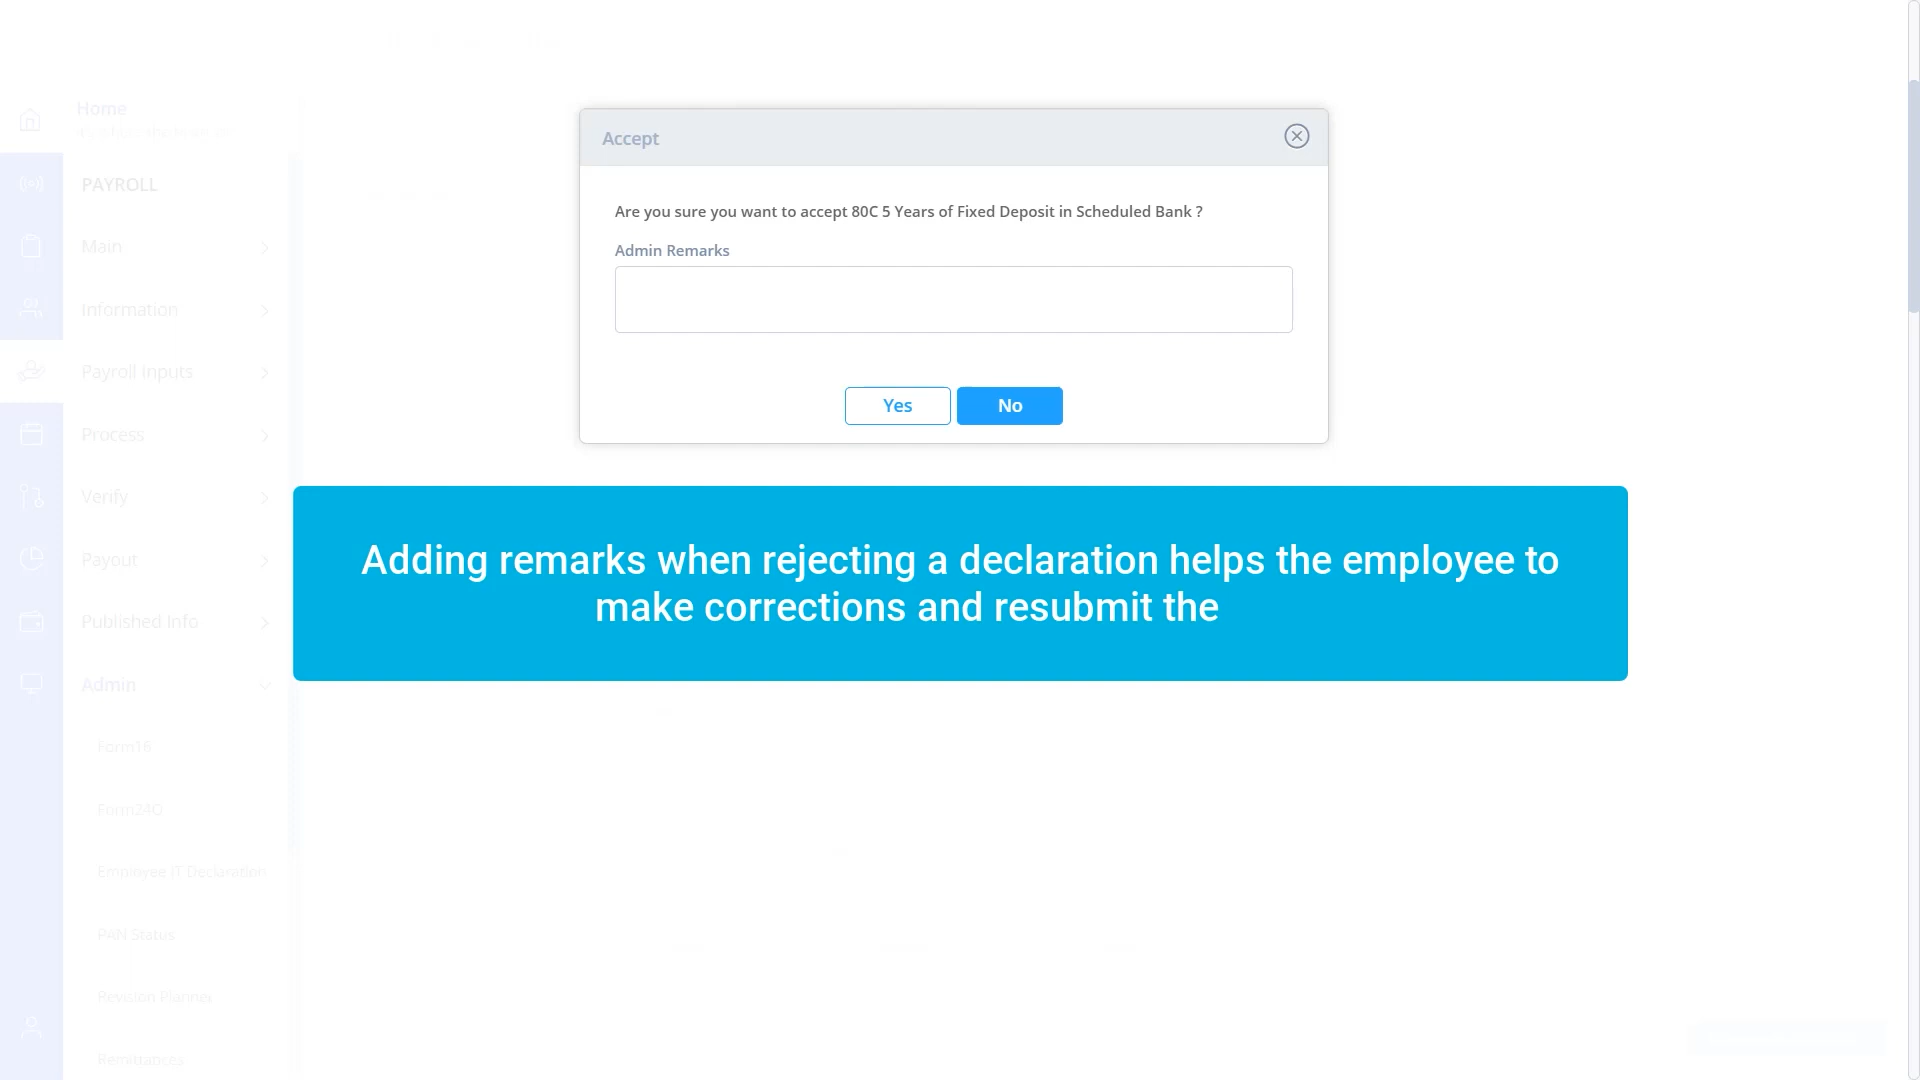 Home
PAYROLL
Main
Information
Payroll Inputs
Process
Verify
Payout
Published Info
Admin
Form16
Form24Q
Employee IT Declaration
PAN Status
Revision Planner
Remittances
Accept
Are you sure you want to accept 80C 5 Years of Fixed Deposit in Scheduled Bank ?
Admin Remarks
Yes
No
Adding remarks when rejecting a declaration helps the employee to
make corrections and resubmit the